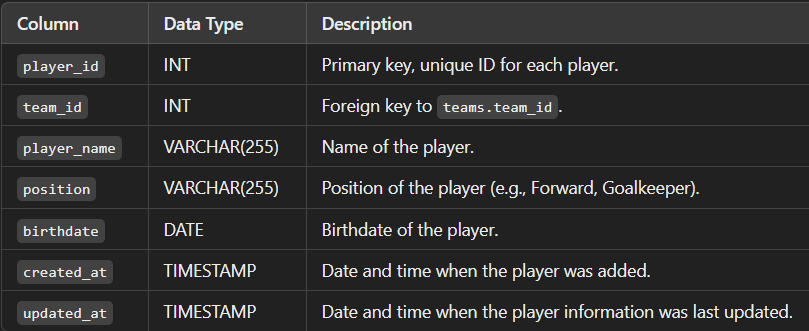 Column Data Type Description
player_id INT Primary key, unique ID for each player.
team_id INT Foreign key to teams.team_id.
player_name VARCHAR(255) Name of the player.
position VARCHAR(255) Position of the player (e.g., Forward, Goalkeeper).
birthdate DATE Birthdate of the player.
created_at TIMESTAMP Date and time when the player was added.
updated_at TIMESTAMP Date and time when the player information was last updated.